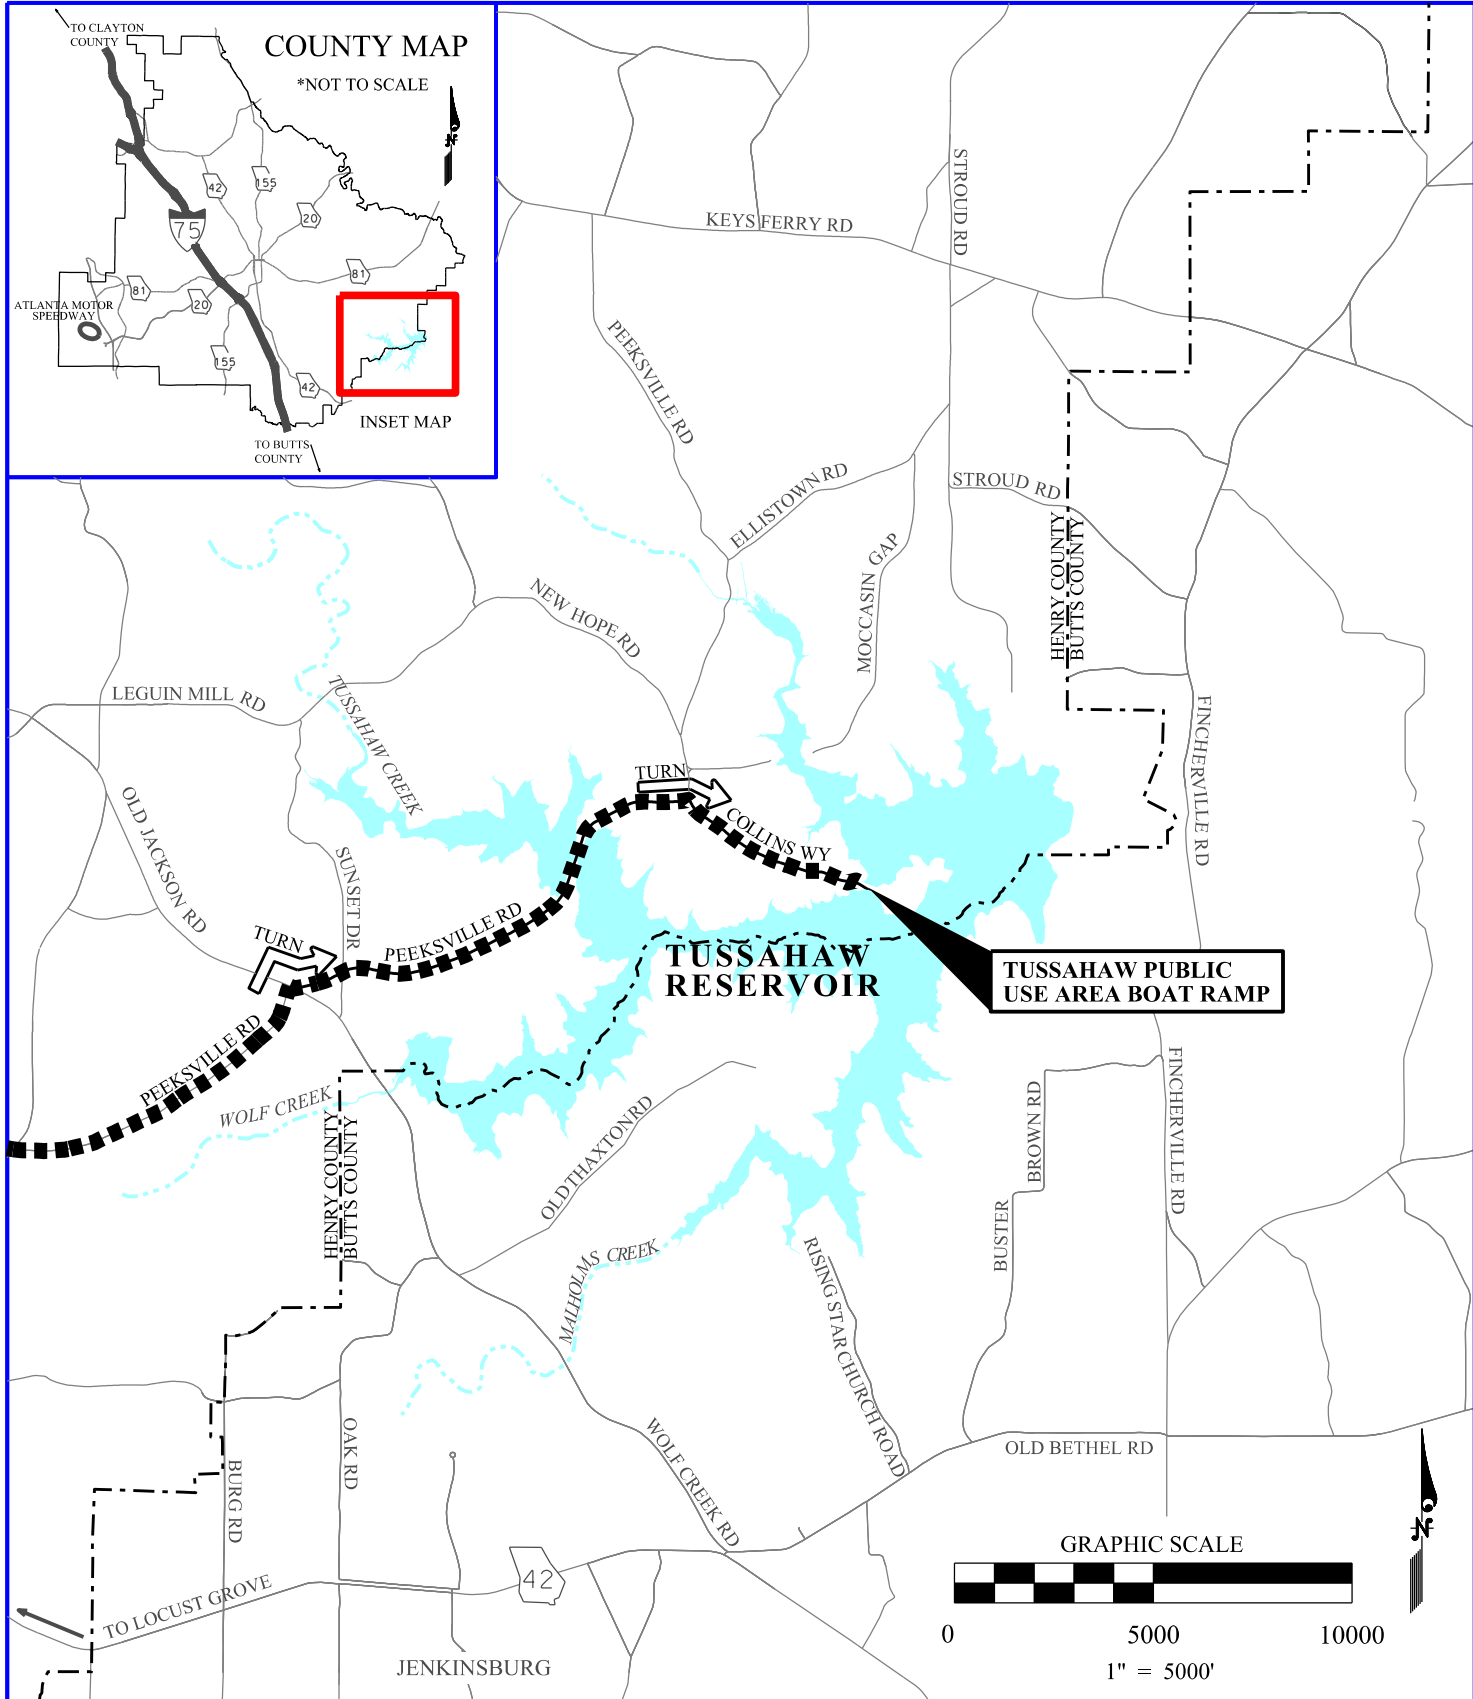 TO CLAYTON
COUNTY
COUNTY MAP
*NOT TO SCALE
N
42
155
20
75
81
81
20
ATLANTA MOTOR
SPEEDWAY
155
42
INSET MAP
TO BUTTS
COUNTY
STROUD RD
KEYS FERRY RD
PEEKSVILLE RD
ELLISTOWN RD
STROUD RD
MOCCASIN GAP
HENRY COUNTY
BUTTS COUNTY
NEW HOPE RD
LEGUIN MILL RD
TUSSAHAW CREEK
FINCHERVILLE RD
TURN
OLD JACKSON RD
COLLINS WY
SUNSET DR
PEEKSVILLE RD
TURN
TUSSAHAW
RESERVOIR
TUSSAHAW PUBLIC
USE AREA BOAT RAMP
PEEKSVILLE RD
WOLF CREEK
HENRY COUNTY
BUTTS COUNTY
OLD THAXTON RD
BUSTER BROWN RD
FINCHERVILLE RD
MALHOLMS CREEK
RISING STAR CHURCH ROAD
OAK RD
BURG RD
WOLF CREEK RD
OLD BETHEL RD
N
GRAPHIC SCALE
42
TO LOCUST GROVE
0 5000 10000
JENKINSBURG
1" = 5000'